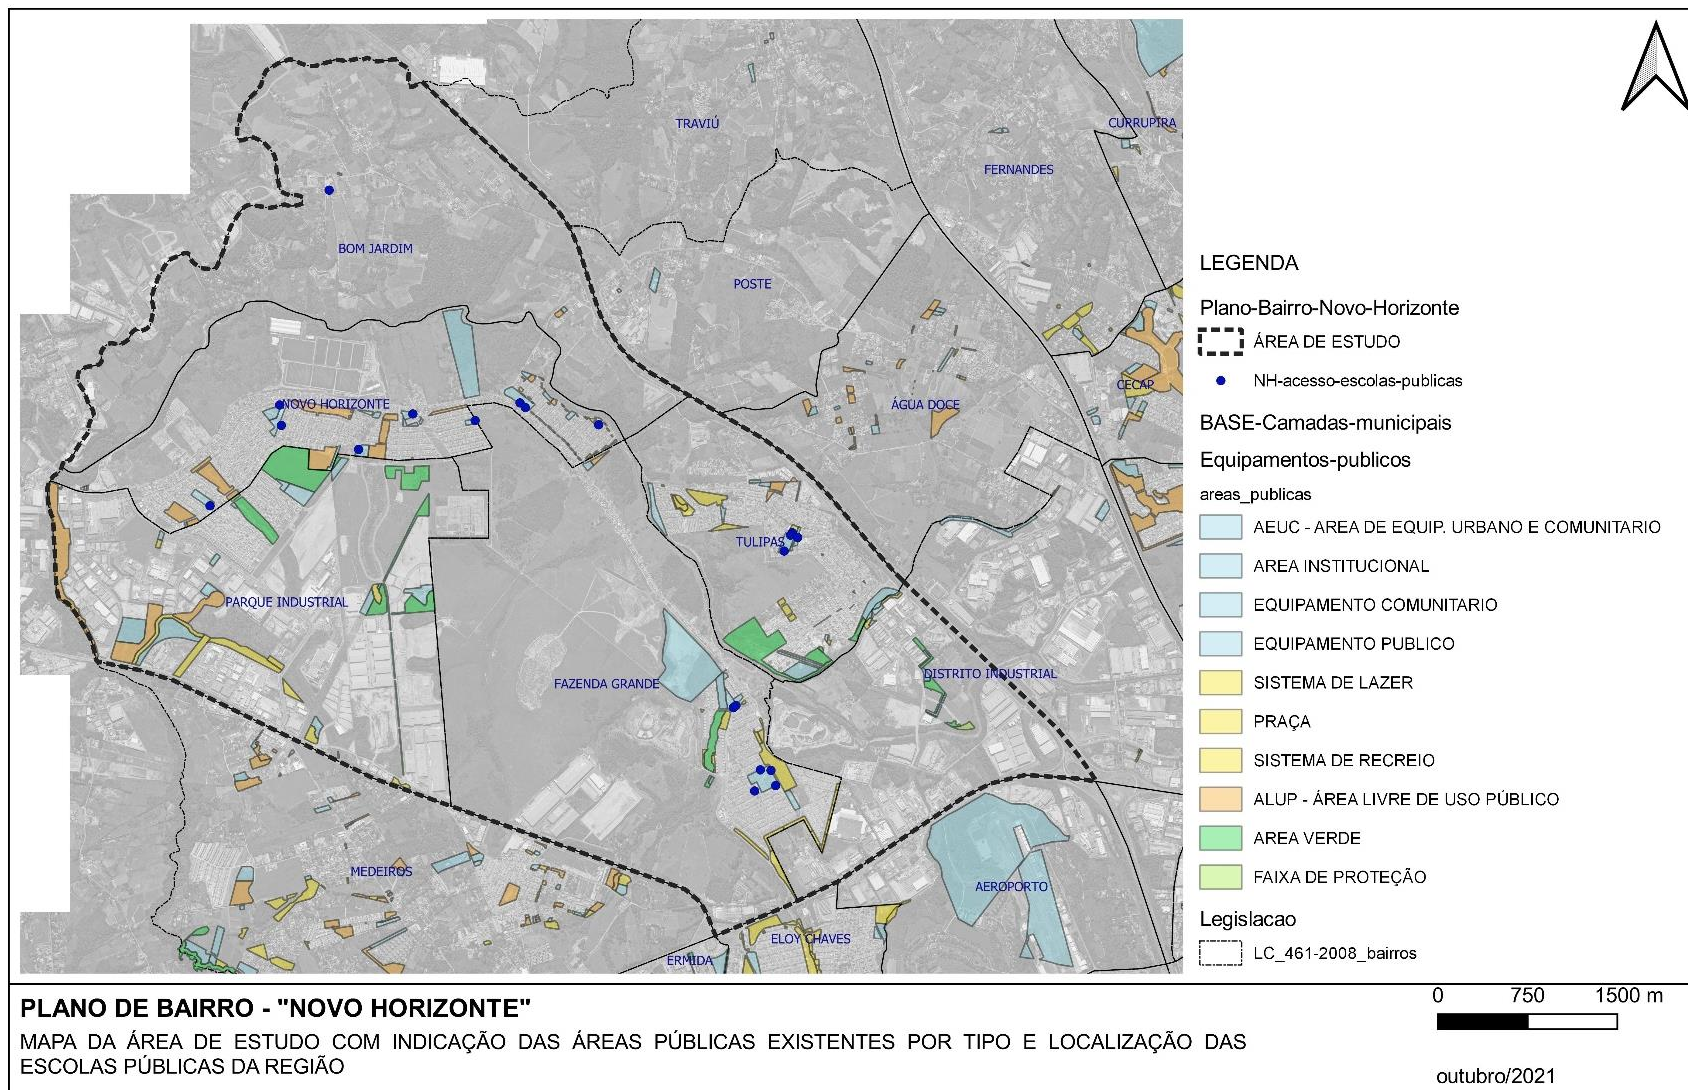 TRAVIÚ
CURRUPIRA
FERNANDES
BOM JARDIM
POSTE
NOVO HORIZONTE
ÁGUA DOCE
CECAP
TULIPAS
PARQUE INDUSTRIAL
FAZENDA GRANDE
DISTRITO INDUSTRIAL
MEDEIROS
AEROPORTO
ELOY CHAVES
ERMIDA
LEGENDA
Plano-Bairro-Novo-Horizonte
ÁREA DE ESTUDO
NH-acesso-escolas-publicas
BASE-Camadas-municipais
Equipamentos-publicos
areas_publicas
AEUC - AREA DE EQUIP. URBANO E COMUNITARIO
AREA INSTITUCIONAL
EQUIPAMENTO COMUNITARIO
EQUIPAMENTO PUBLICO
SISTEMA DE LAZER
PRAÇA
SISTEMA DE RECREIO
ALUP - ÁREA LIVRE DE USO PÚBLICO
AREA VERDE
FAIXA DE PROTEÇÃO
Legislacao
LC_461-2008_bairros
PLANO DE BAIRRO - "NOVO HORIZONTE"
MAPA DA ÁREA DE ESTUDO COM INDICAÇÃO DAS ÁREAS PÚBLICAS EXISTENTES POR TIPO E LOCALIZAÇÃO DAS
ESCOLAS PÚBLICAS DA REGIÃO
0 750 1500 m
outubro/2021